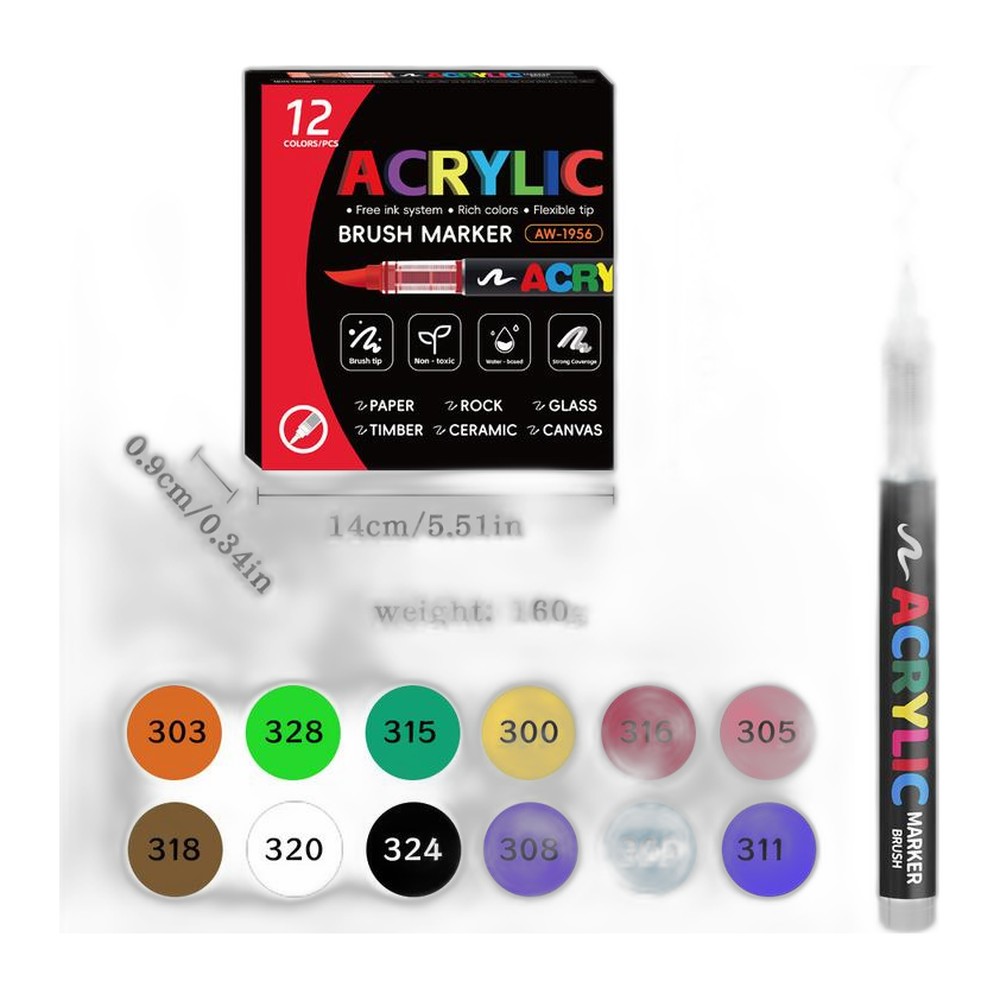 12
COLORS/PCS
ACRYLIC
• Free ink system • Rich colors • Flexible tip
BRUSH MARKER AW-1956
ACRY
Brush tip Non - toxic Water - based Strong Coverage
PAPER ROCK GLASS
TIMBER CERAMIC CANVAS
0.9cm/0.34in
14cm/5.51in
weight: 160g
303 328 315 300 316 305
318 320 324 308 311
ACRYLIC
MARKER
BRUSH